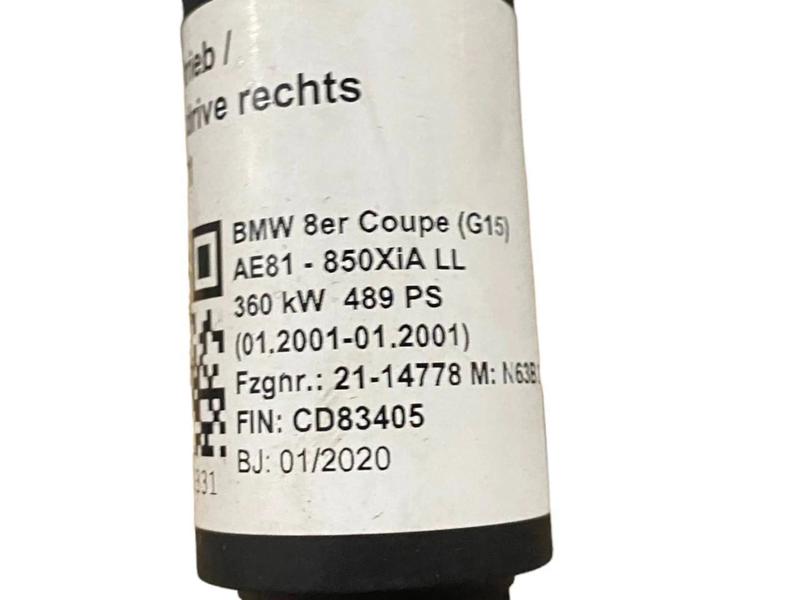 rieb /
drive rechts
BMW 8er Coupe (G15)
AE81 - 850XiA LL
360 kW 489 PS
(01.2001-01.2001)
Fzgnr.: 21-14778 M: N63B
FIN: CD83405
BJ: 01/2020
331